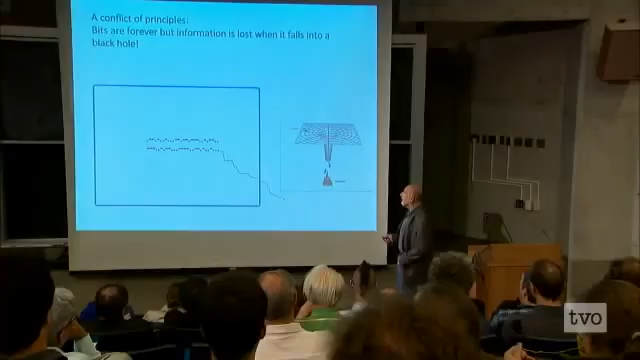 A conflict of principles:
Bits are forever but information is lost when it falls into a
black hole!
tvo